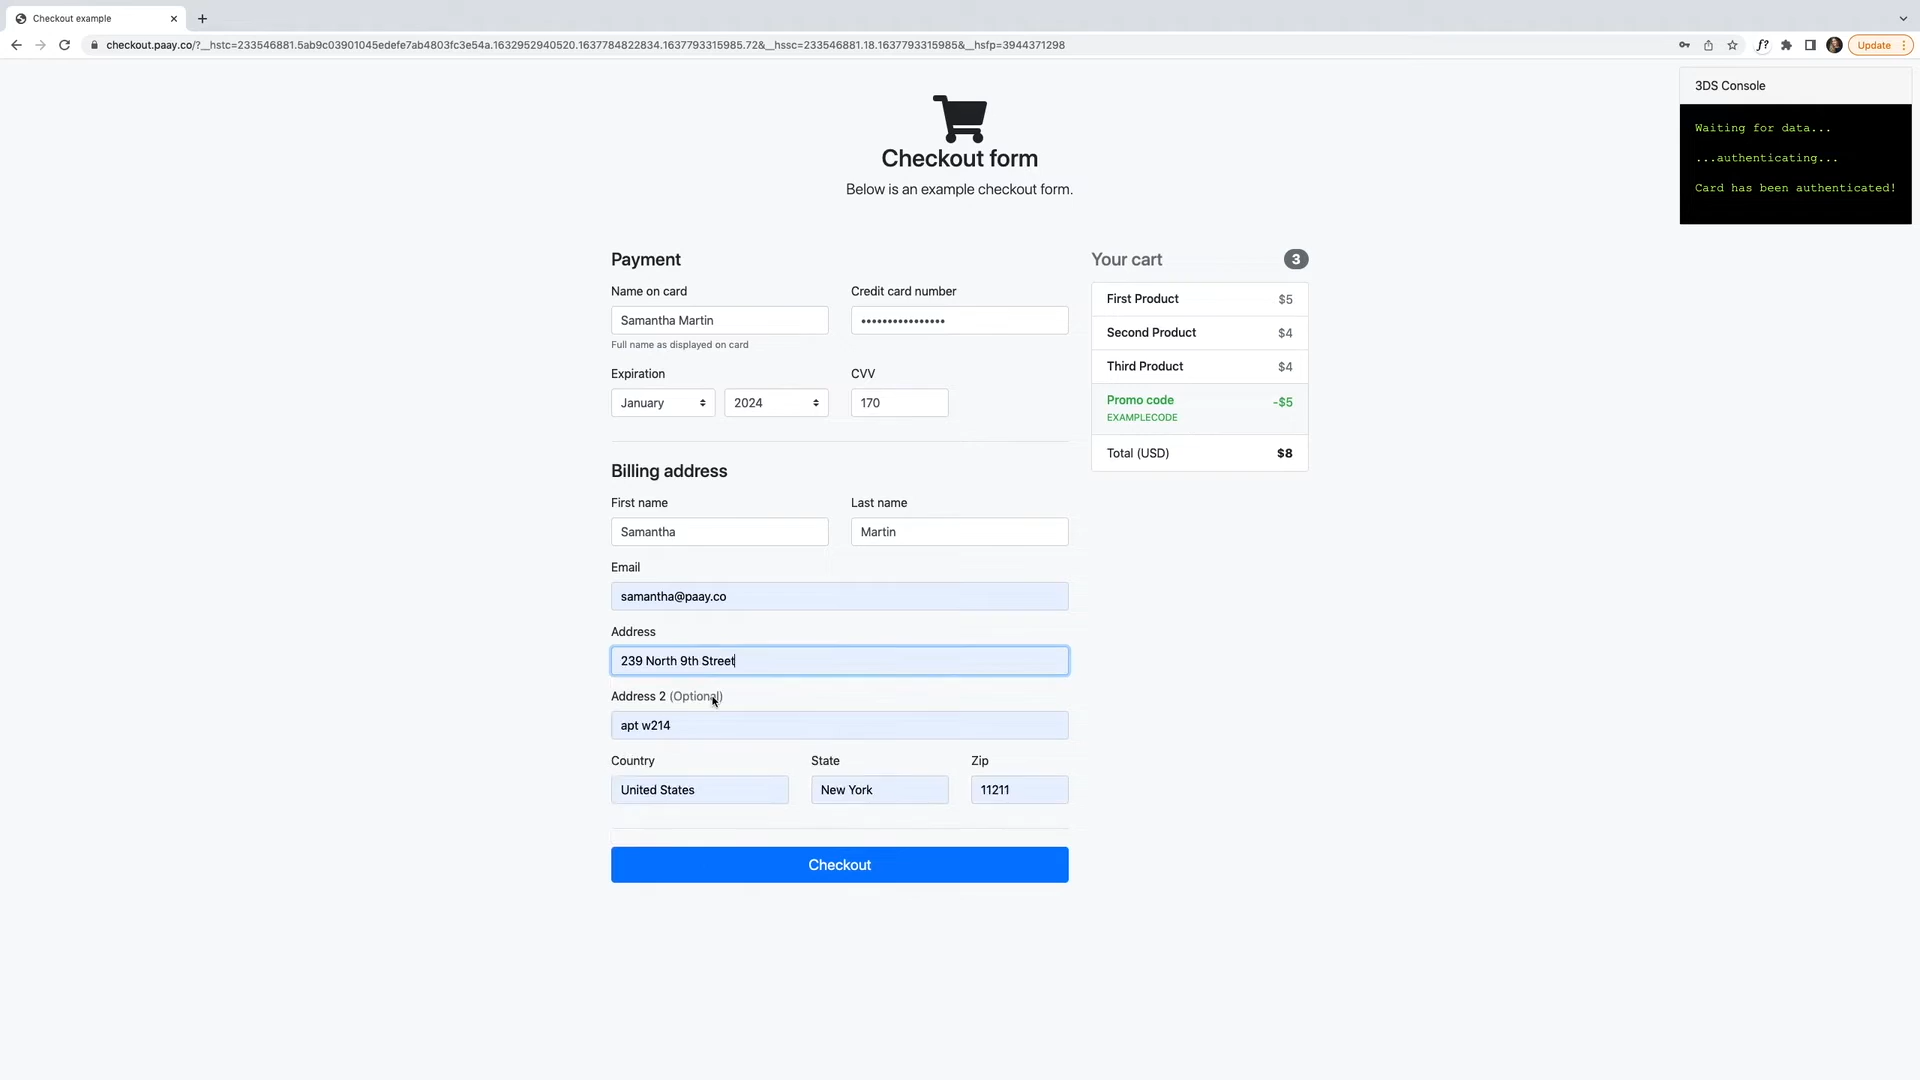 Checkout example
checkout.paay.co/?__hstc=233546881.5ab9c03901045edefe7ab4803fc3e54a.1632952940520.1637784822834.1637793315985.72&__hssc=233546881.18.1637793315985&__hsfp=3944371298
f?
Update
3DS Console
Waiting for data...
...authenticating...
Card has been authenticated!
Checkout form
Below is an example checkout form.
Payment
Name on card
Credit card number
Samantha Martin
••••••••••••••••
Full name as displayed on card
Expiration
CVV
January
2024
170
Billing address
First name
Last name
Samantha
Martin
Email
samantha@paay.co
Address
239 North 9th Street
Address 2 (Optional)
apt w214
Country
State
Zip
United States
New York
11211
Checkout
Your cart
3
First Product $5
Second Product $4
Third Product $4
Promo code -$5
EXAMPLECODE
Total (USD) $8